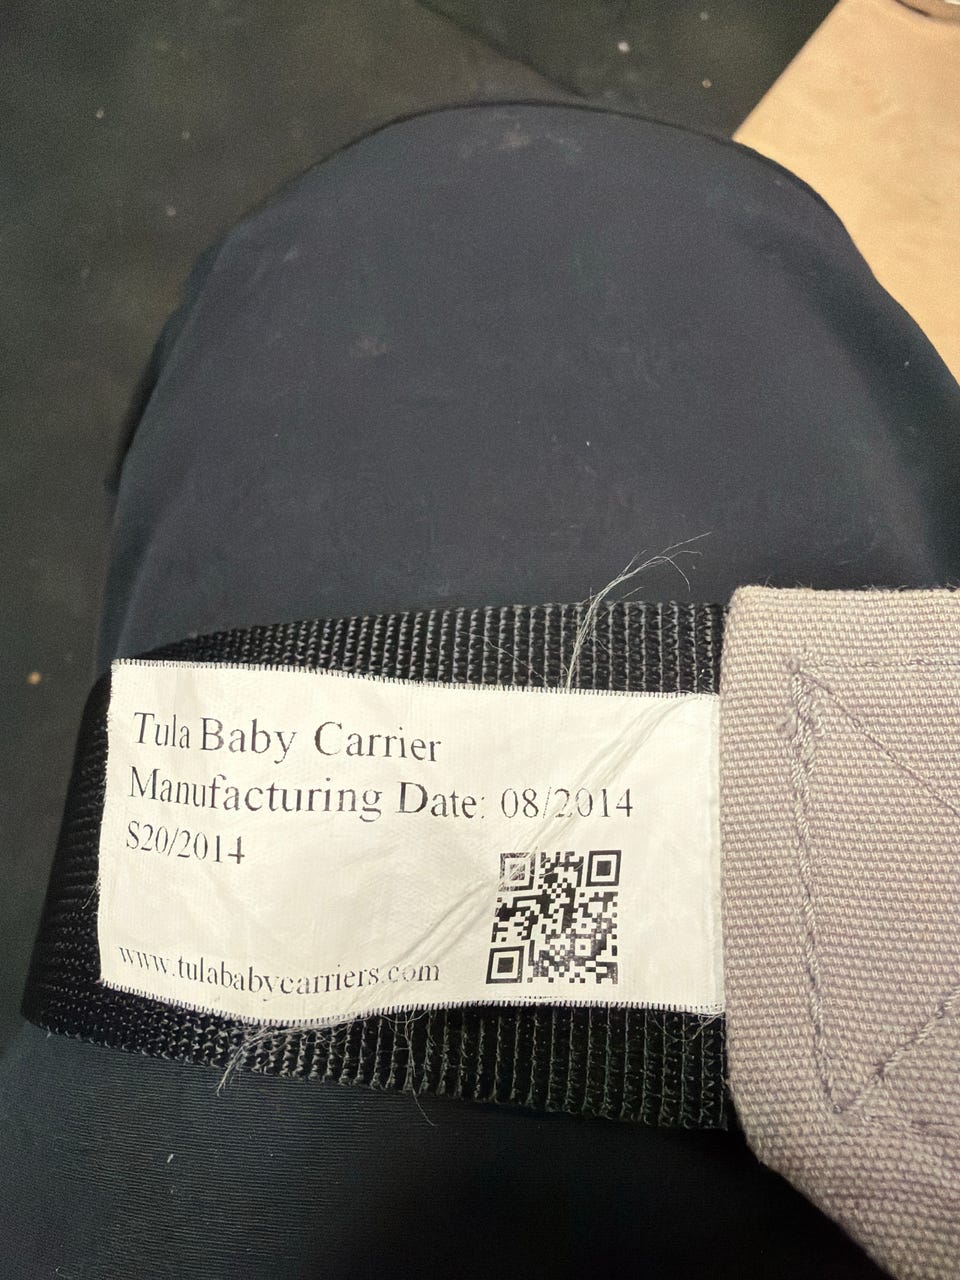 Tula Baby Carrier
Manufacturing Date: 08/2014
S20/2014
www.tulababycarriers.com